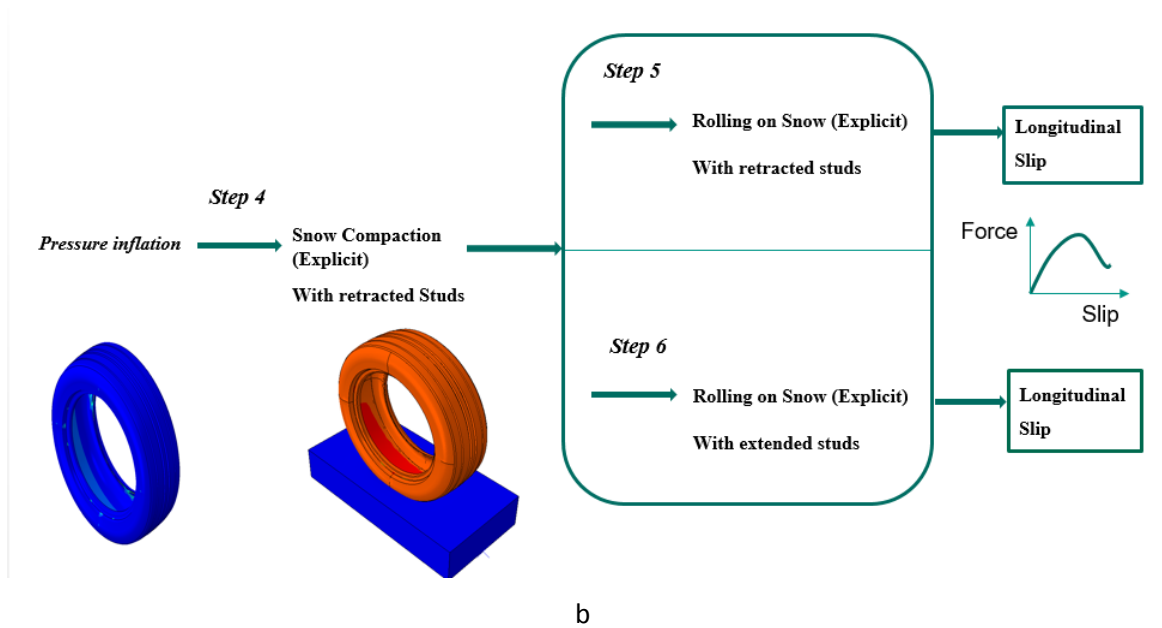 Step 5
Rolling on Snow (Explicit)
With retracted studs
Longitudinal
Slip
Step 4
Pressure inflation
Snow Compaction
(Explicit)
With retracted Studs
Force
Slip
Step 6
Rolling on Snow (Explicit)
With extended studs
Longitudinal
Slip
b